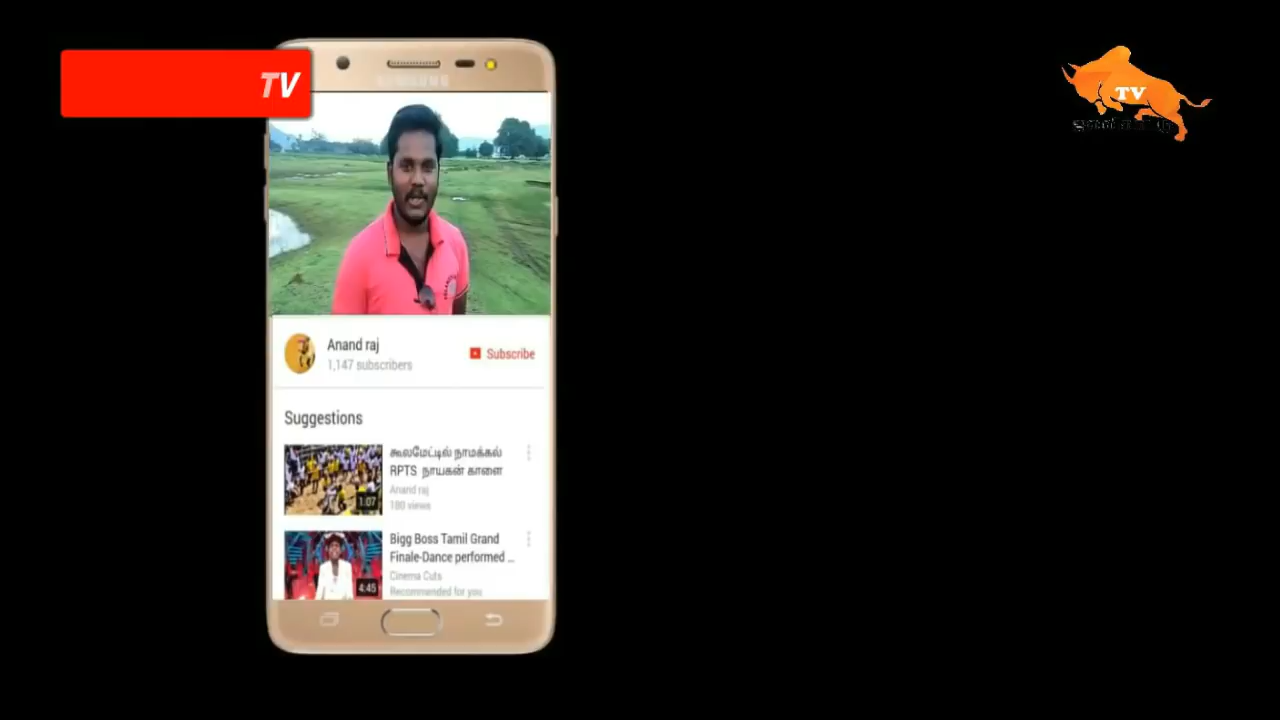 TV
TV
SAMSUNG
Anand raj
1,147 subscribers
Subscribe
Suggestions
கூலமேட்டில் நாமக்கல்
RPTS நாயகன் காளை
Anand raj
180 views
1:07
Bigg Boss Tamil Grand
Finale-Dance performed ...
Cinema Cuts
Recommended for you
4:45